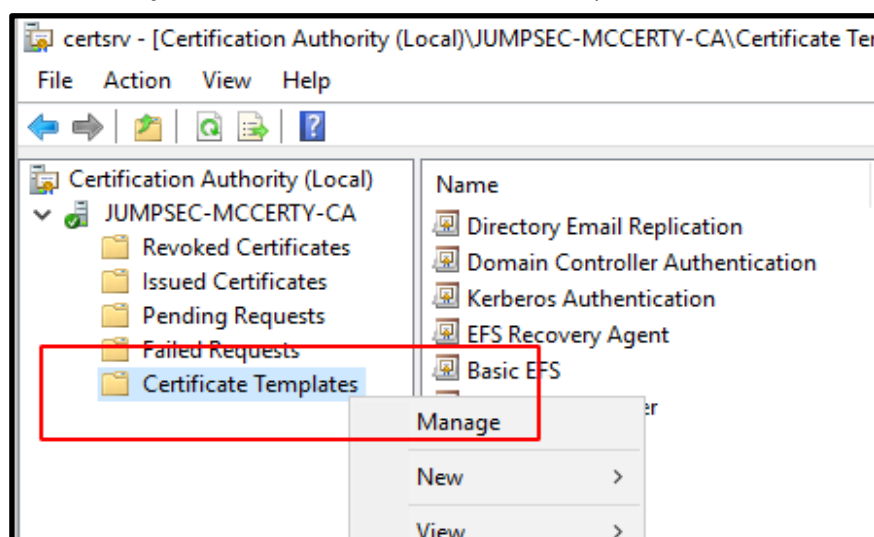 certsrv - [Certification Authority (Local)\JUMPSEC-MCCERTY-CA\Certificate Te
File Action View Help
Certification Authority (Local)
JUMPSEC-MCCERTY-CA
Revoked Certificates
Issued Certificates
Pending Requests
Failed Requests
Certificate Templates
Name
Directory Email Replication
Domain Controller Authentication
Kerberos Authentication
EFS Recovery Agent
Basic EFS
Manage
New
View